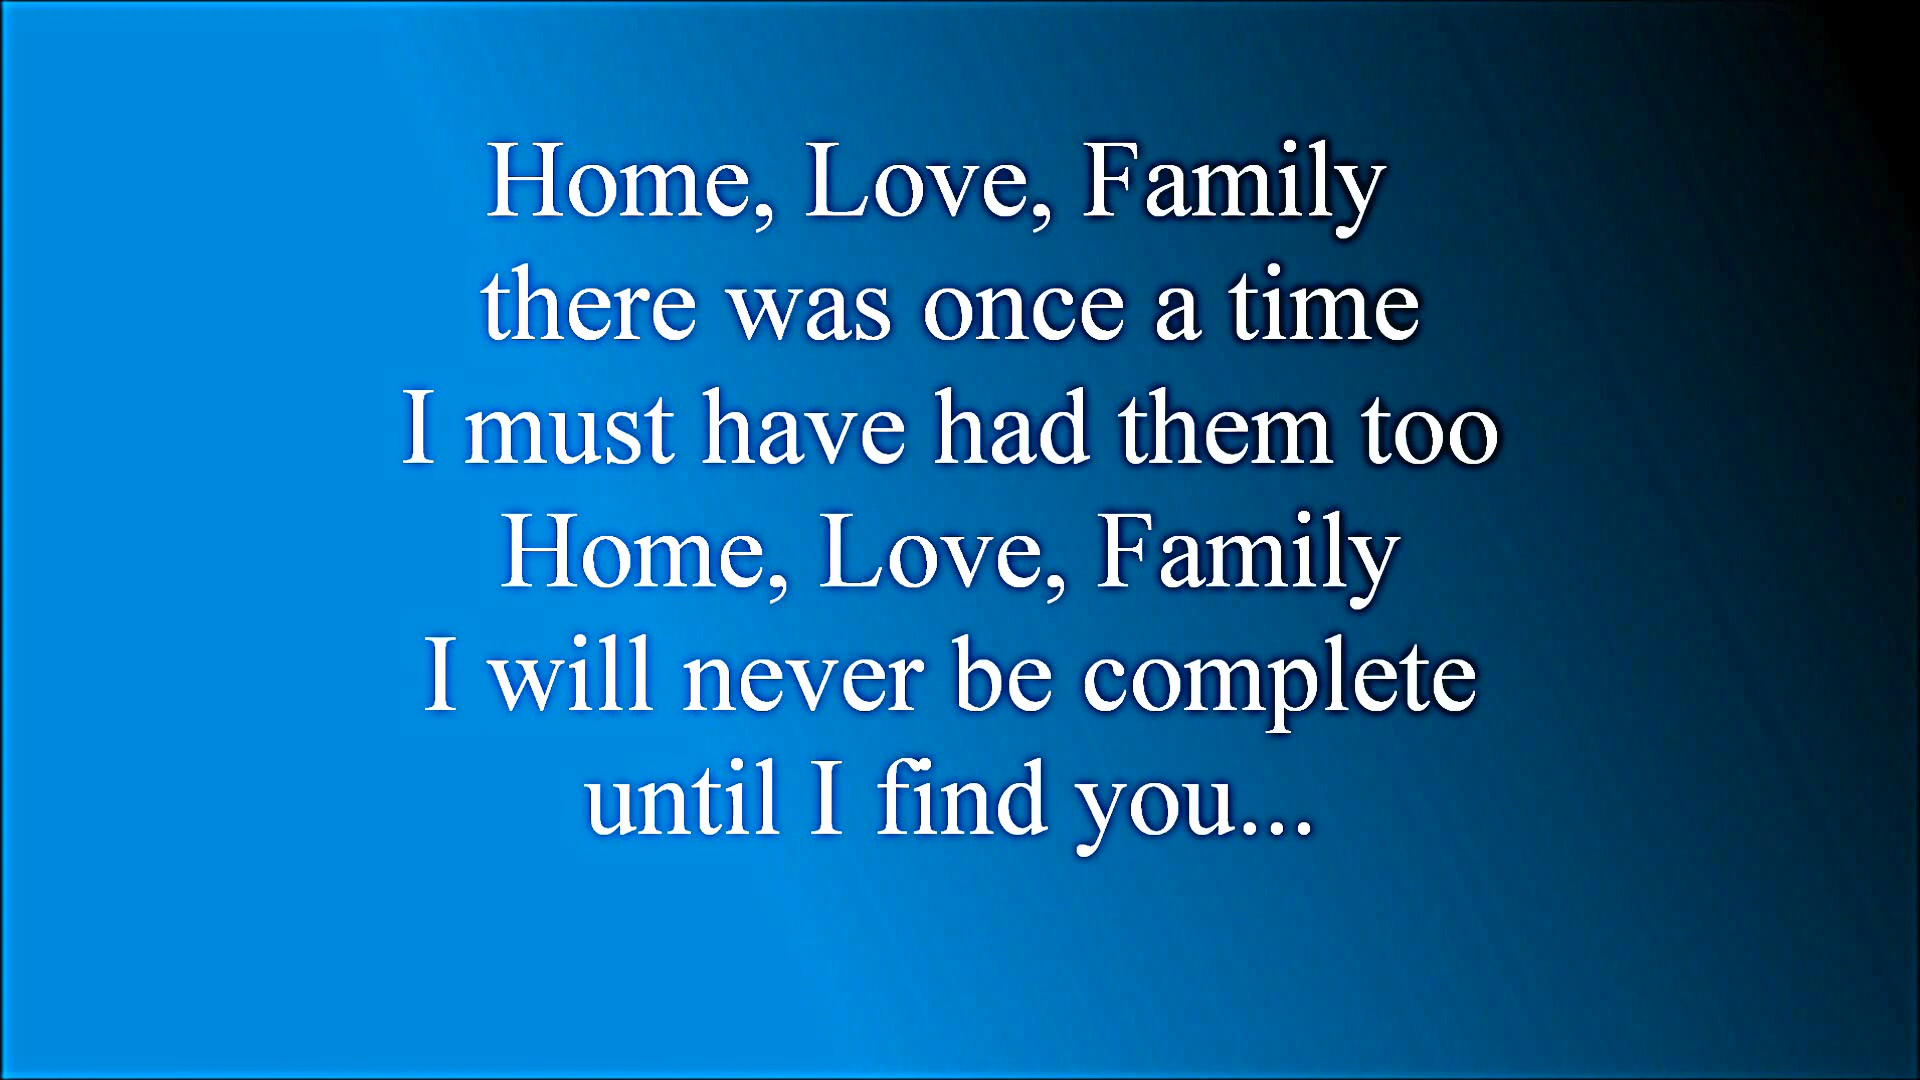 Home, Love, Family
there was once a time
I must have had them too
Home, Love, Family
I will never be complete
until I find you...